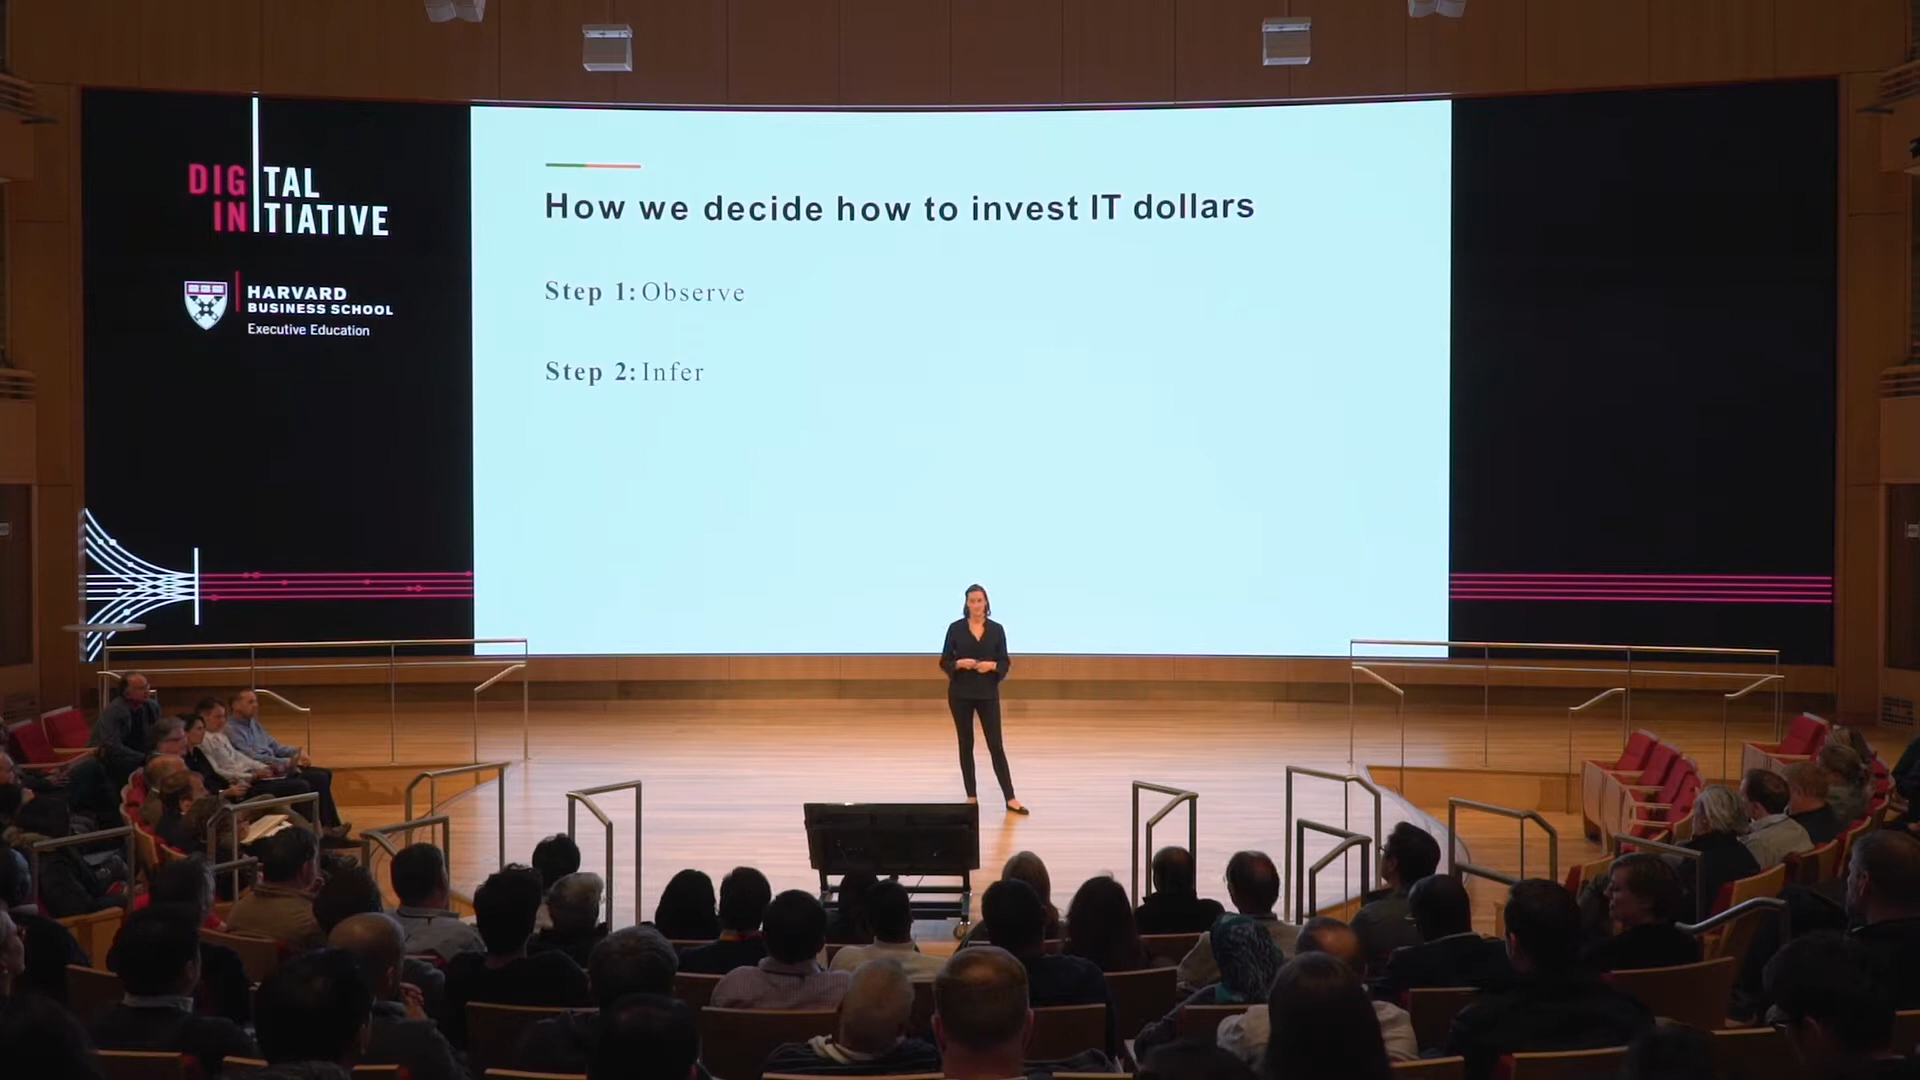 DIGITAL
INITIATIVE
HARVARD
BUSINESS SCHOOL
Executive Education
How we decide how to invest IT dollars
Step 1: Observe
Step 2: Infer